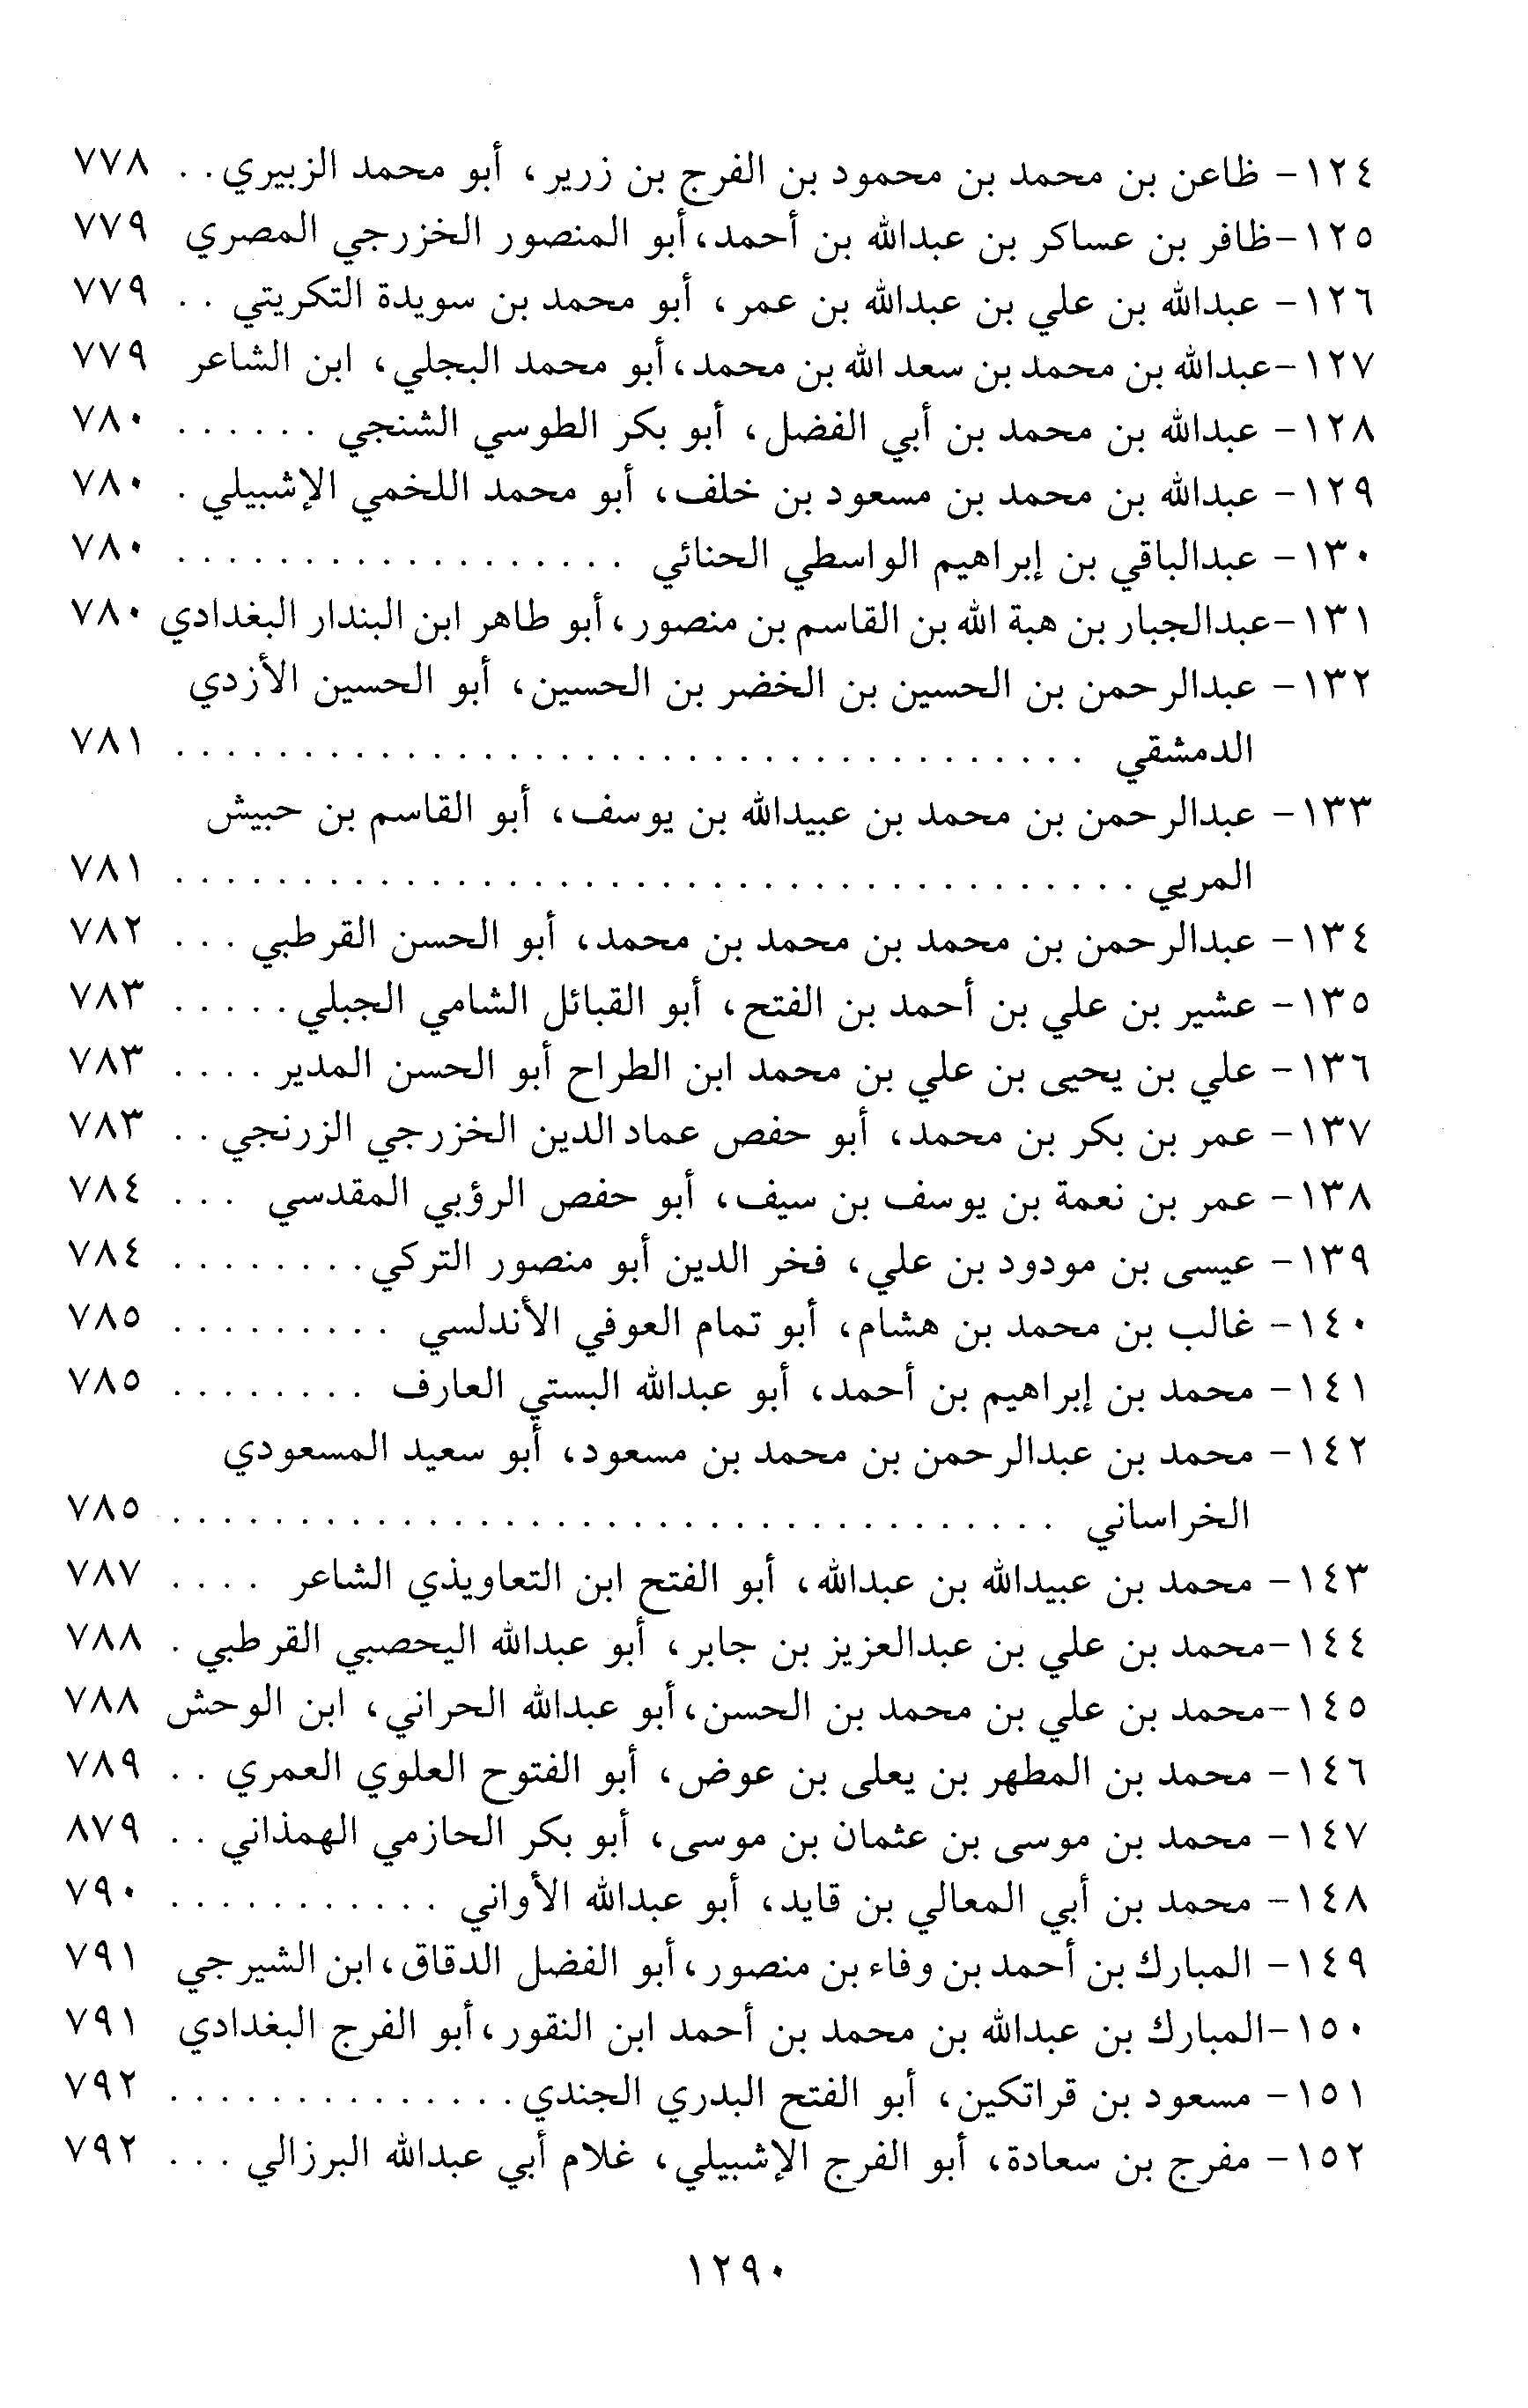 ١٢٤- ظاعن بن محمد بن محمود بن الفرج بن زرير، أبو محمد الزبيري . . ٧٧٨
١٢٥-ظافر بن عساكر بن عبدالله بن أحمد،أبو المنصور الخزرجي المصري ٧٧٩
١٢٦- عبدالله بن علي بن عبدالله بن عمر، أبو محمد بن سويدة التكريتي . . ٧٧٩
١٢٧-عبدالله بن محمد بن سعد الله بن محمد،أبو محمد البجلي، ابن الشاعر ٧٧٩
١٢٨- عبدالله بن محمد بن أبي الفضل، أبو بكر الطوسي الشنجي . . . . . . ٧٨٠
١٢٩- عبدالله بن محمد بن مسعود بن خلف، أبو محمد اللخمي الإشبيلي . ٧٨٠
١٣٠- عبدالباقي بن إبراهيم الواسطي الحنائي . . . . . . . . . . . . . . . . . . ٧٨٠
١٣١-عبدالجبار بن هبة الله بن القاسم بن منصور،أبو طاهر ابن البندار البغدادي ٧٨٠
١٣٢- عبدالرحمن بن الحسين بن الخضر بن الحسين، أبو الحسين الأزدي
الدمشقي . . . . . . . . . . . . . . . . . . . . . . . . . . . . . . . . . . . . ٧٨١
١٣٣- عبدالرحمن بن محمد بن عبيدالله بن يوسف، أبو القاسم بن حبيش
المريي . . . . . . . . . . . . . . . . . . . . . . . . . . . . . . . . . . . . . . ٧٨١
١٣٤- عبدالرحمن بن محمد بن محمد بن محمد، أبو الحسن القرطبي . . . ٧٨٢
١٣٥- عشير بن علي بن أحمد بن الفتح، أبو القبائل الشامي الجبلي . . . . . ٧٨٣
١٣٦- علي بن يحيى بن علي بن محمد ابن الطراح أبو الحسن المدير . . . . ٧٨٣
١٣٧- عمر بن بكر بن محمد، أبو حفص عماد الدين الخزرجي الزرنجي . . ٧٨٣
١٣٨- عمر بن نعمة بن يوسف بن سيف، أبو حفص الرؤبي المقدسي . . . ٧٨٤
١٣٩- عيسى بن مودود بن علي، فخر الدين أبو منصور التركي . . . . . . . . ٧٨٤
١٤٠- غالب بن محمد بن هشام، أبو تمام العوفي الأندلسي . . . . . . . . . ٧٨٥
١٤١- محمد بن إبراهيم بن أحمد، أبو عبدالله البستي العارف . . . . . . . . ٧٨٥
١٤٢- محمد بن عبدالرحمن بن محمد بن مسعود، أبو سعيد المسعودي
الخراساني . . . . . . . . . . . . . . . . . . . . . . . . . . . . . . . . . . . ٧٨٥
١٤٣- محمد بن عبيدالله بن عبدالله، أبو الفتح ابن التعاويذي الشاعر . . . . ٧٨٧
١٤٤-محمد بن علي بن عبدالعزيز بن جابر، أبو عبدالله اليحصبي القرطبي . ٧٨٨
١٤٥-محمد بن علي بن محمد بن الحسن،أبو عبدالله الحراني، ابن الوحش ٧٨٨
١٤٦- محمد بن المطهر بن يعلى بن عوض، أبو الفتوح العلوي العمري . . ٧٨٩
١٤٧- محمد بن موسى بن عثمان بن موسى، أبو بكر الحازمي الهمذاني . . ٨٧٩
١٤٨- محمد بن أبي المعالي بن قايد، أبو عبدالله الأواني . . . . . . . . . . . ٧٩٠
١٤٩- المبارك بن أحمد بن وفاء بن منصور،أبو الفضل الدقاق،ابن الشيرجي ٧٩١
١٥٠-المبارك بن عبدالله بن محمد بن أحمد ابن النقور،أبو الفرج البغدادي ٧٩١
١٥١- مسعود بن قراتكين، أبو الفتح البدري الجندي . . . . . . . . . . . . . . ٧٩٢
١٥٢- مفرج بن سعادة، أبو الفرج الإشبيلي، غلام أبي عبدالله البرزالي . . . ٧٩٢
١٢٩٠